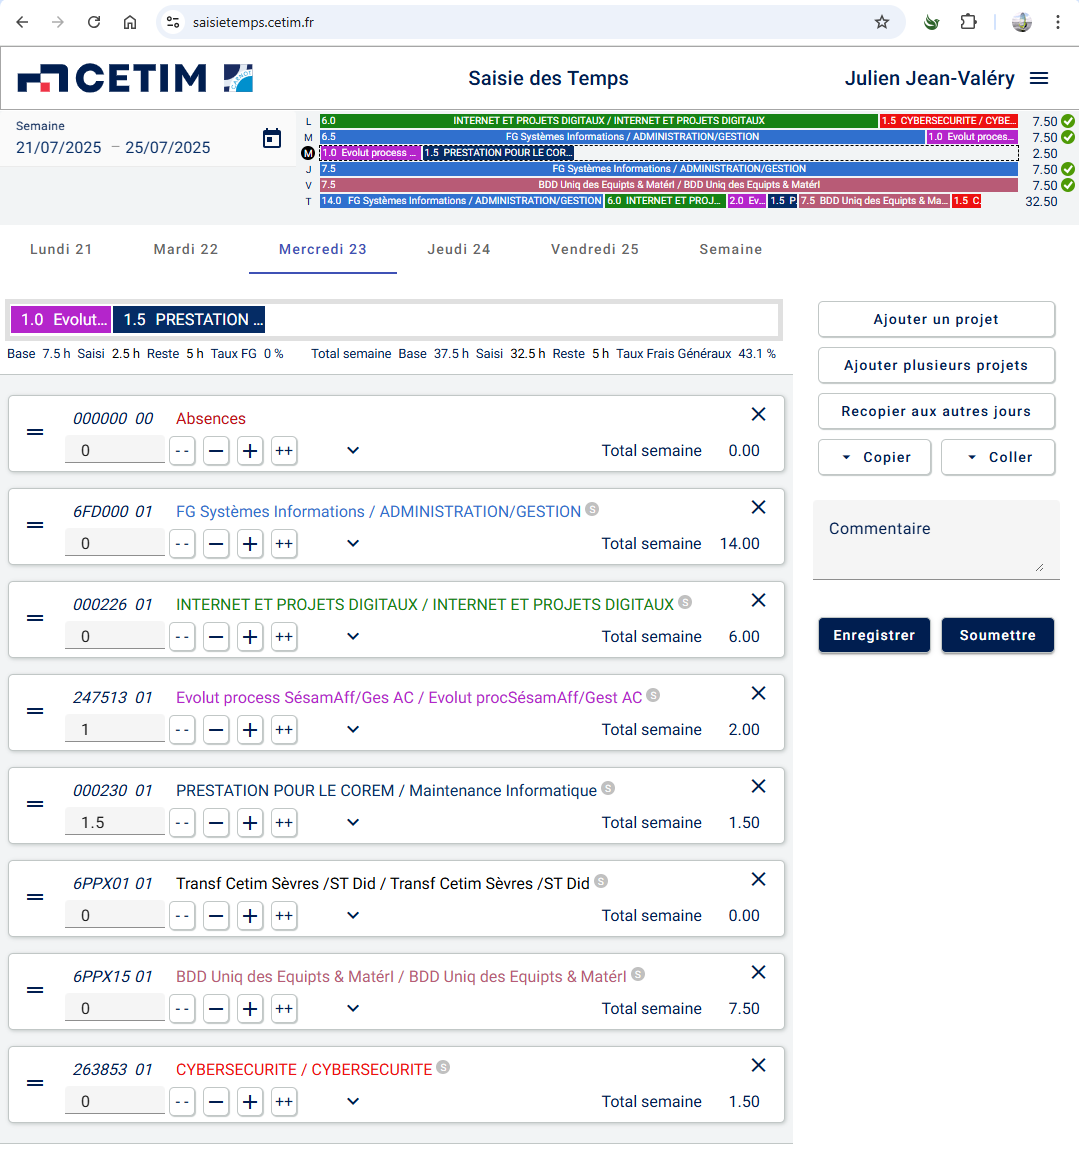 saisietemps.cetim.fr
CETIM CARNOT
Saisie des Temps
Julien Jean-Valéry
Semaine
21/07/2025 – 25/07/2025
L 6.0 INTERNET ET PROJETS DIGITAUX / INTERNET ET PROJETS DIGITAUX 1.5 CYBERSECURITE / CYBE... 7.50
M 6.5 FG Systèmes Informations / ADMINISTRATION/GESTION 1.0 Evolut proces... 7.50
M 1.0 Evolut process ... 1.5 PRESTATION POUR LE COR... 2.50
J 7.5 FG Systèmes Informations / ADMINISTRATION/GESTION 7.50
V 7.5 BDD Uniq des Equipts & Matérl / BDD Uniq des Equipts & Matérl 7.50
T 14.0 FG Systèmes Informations / ADMINISTRATION/GESTION 6.0 INTERNET ET PROJ... 2.0 Ev... 1.5 P 7.5 BDD Uniq des Equipts & Ma... 1.5 C 32.50
Lundi 21 Mardi 22 Mercredi 23 Jeudi 24 Vendredi 25 Semaine
1.0 Evolut... 1.5 PRESTATION ...
Base 7.5 h Saisi 2.5 h Reste 5 h Taux FG 0 % Total semaine Base 37.5 h Saisi 32.5 h Reste 5 h Taux Frais Généraux 43.1 %
000000 00 Absences
0 -- — + ++ Total semaine 0.00
6FD000 01 FG Systèmes Informations / ADMINISTRATION/GESTION S
0 -- — + ++ Total semaine 14.00
000226 01 INTERNET ET PROJETS DIGITAUX / INTERNET ET PROJETS DIGITAUX S
0 -- — + ++ Total semaine 6.00
247513 01 Evolut process SésamAff/Ges AC / Evolut procSésamAff/Gest AC S
1 -- — + ++ Total semaine 2.00
000230 01 PRESTATION POUR LE COREM / Maintenance Informatique S
1.5 -- — + ++ Total semaine 1.50
6PPX01 01 Transf Cetim Sèvres /ST Did / Transf Cetim Sèvres /ST Did S
0 -- — + ++ Total semaine 0.00
6PPX15 01 BDD Uniq des Equipts & Matérl / BDD Uniq des Equipts & Matérl S
0 -- — + ++ Total semaine 7.50
263853 01 CYBERSECURITE / CYBERSECURITE S
0 -- — + ++ Total semaine 1.50
Ajouter un projet
Ajouter plusieurs projets
Recopier aux autres jours
Copier Coller
Commentaire
Enregistrer Soumettre